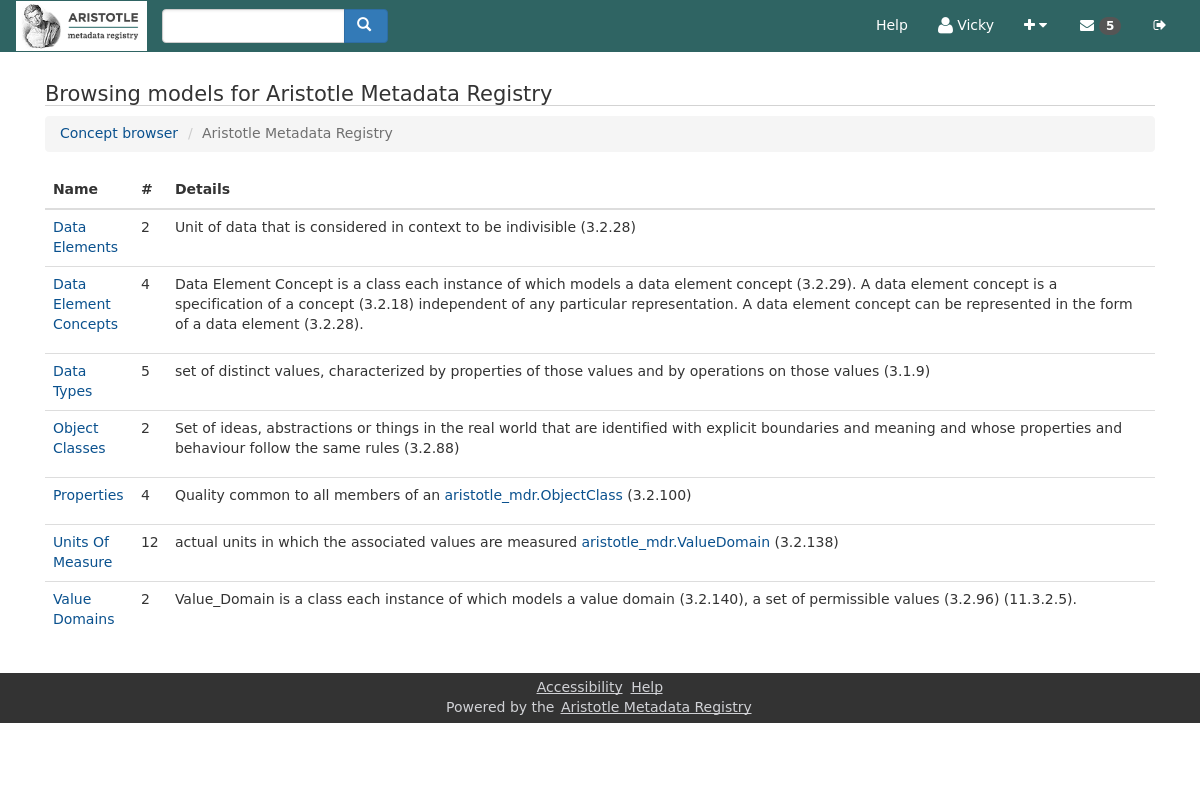 ARISTOTLE
metadata registry
Help
Vicky
5
Browsing models for Aristotle Metadata Registry
Concept browser / Aristotle Metadata Registry
Name # Details
Data Elements 2 Unit of data that is considered in context to be indivisible (3.2.28)
Data Element Concepts 4 Data Element Concept is a class each instance of which models a data element concept (3.2.29). A data element concept is a
specification of a concept (3.2.18) independent of any particular representation. A data element concept can be represented in the form
of a data element (3.2.28).
Data Types 5 set of distinct values, characterized by properties of those values and by operations on those values (3.1.9)
Object Classes 2 Set of ideas, abstractions or things in the real world that are identified with explicit boundaries and meaning and whose properties and
behaviour follow the same rules (3.2.88)
Properties 4 Quality common to all members of an aristotle_mdr.ObjectClass (3.2.100)
Units Of Measure 12 actual units in which the associated values are measured aristotle_mdr.ValueDomain (3.2.138)
Value Domains 2 Value_Domain is a class each instance of which models a value domain (3.2.140), a set of permissible values (3.2.96) (11.3.2.5).
Accessibility Help
Powered by the Aristotle Metadata Registry